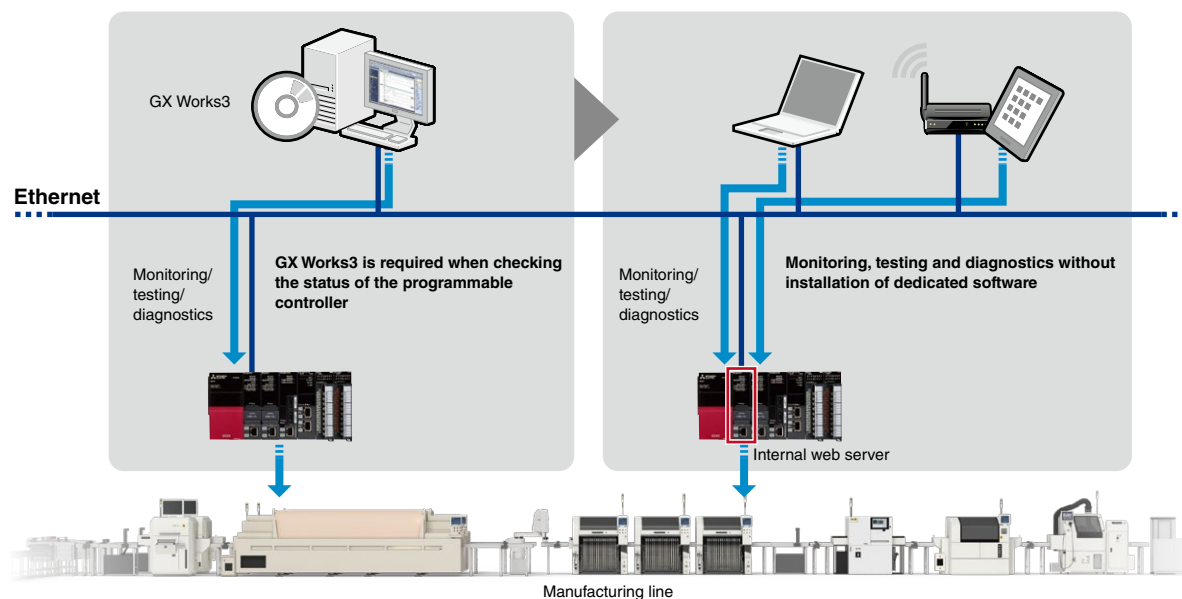 GX Works3
Ethernet
Monitoring/
testing/
diagnostics
GX Works3 is required when checking
the status of the programmable
controller
Monitoring/
testing/
diagnostics
Monitoring, testing and diagnostics without
installation of dedicated software
Internal web server
Manufacturing line